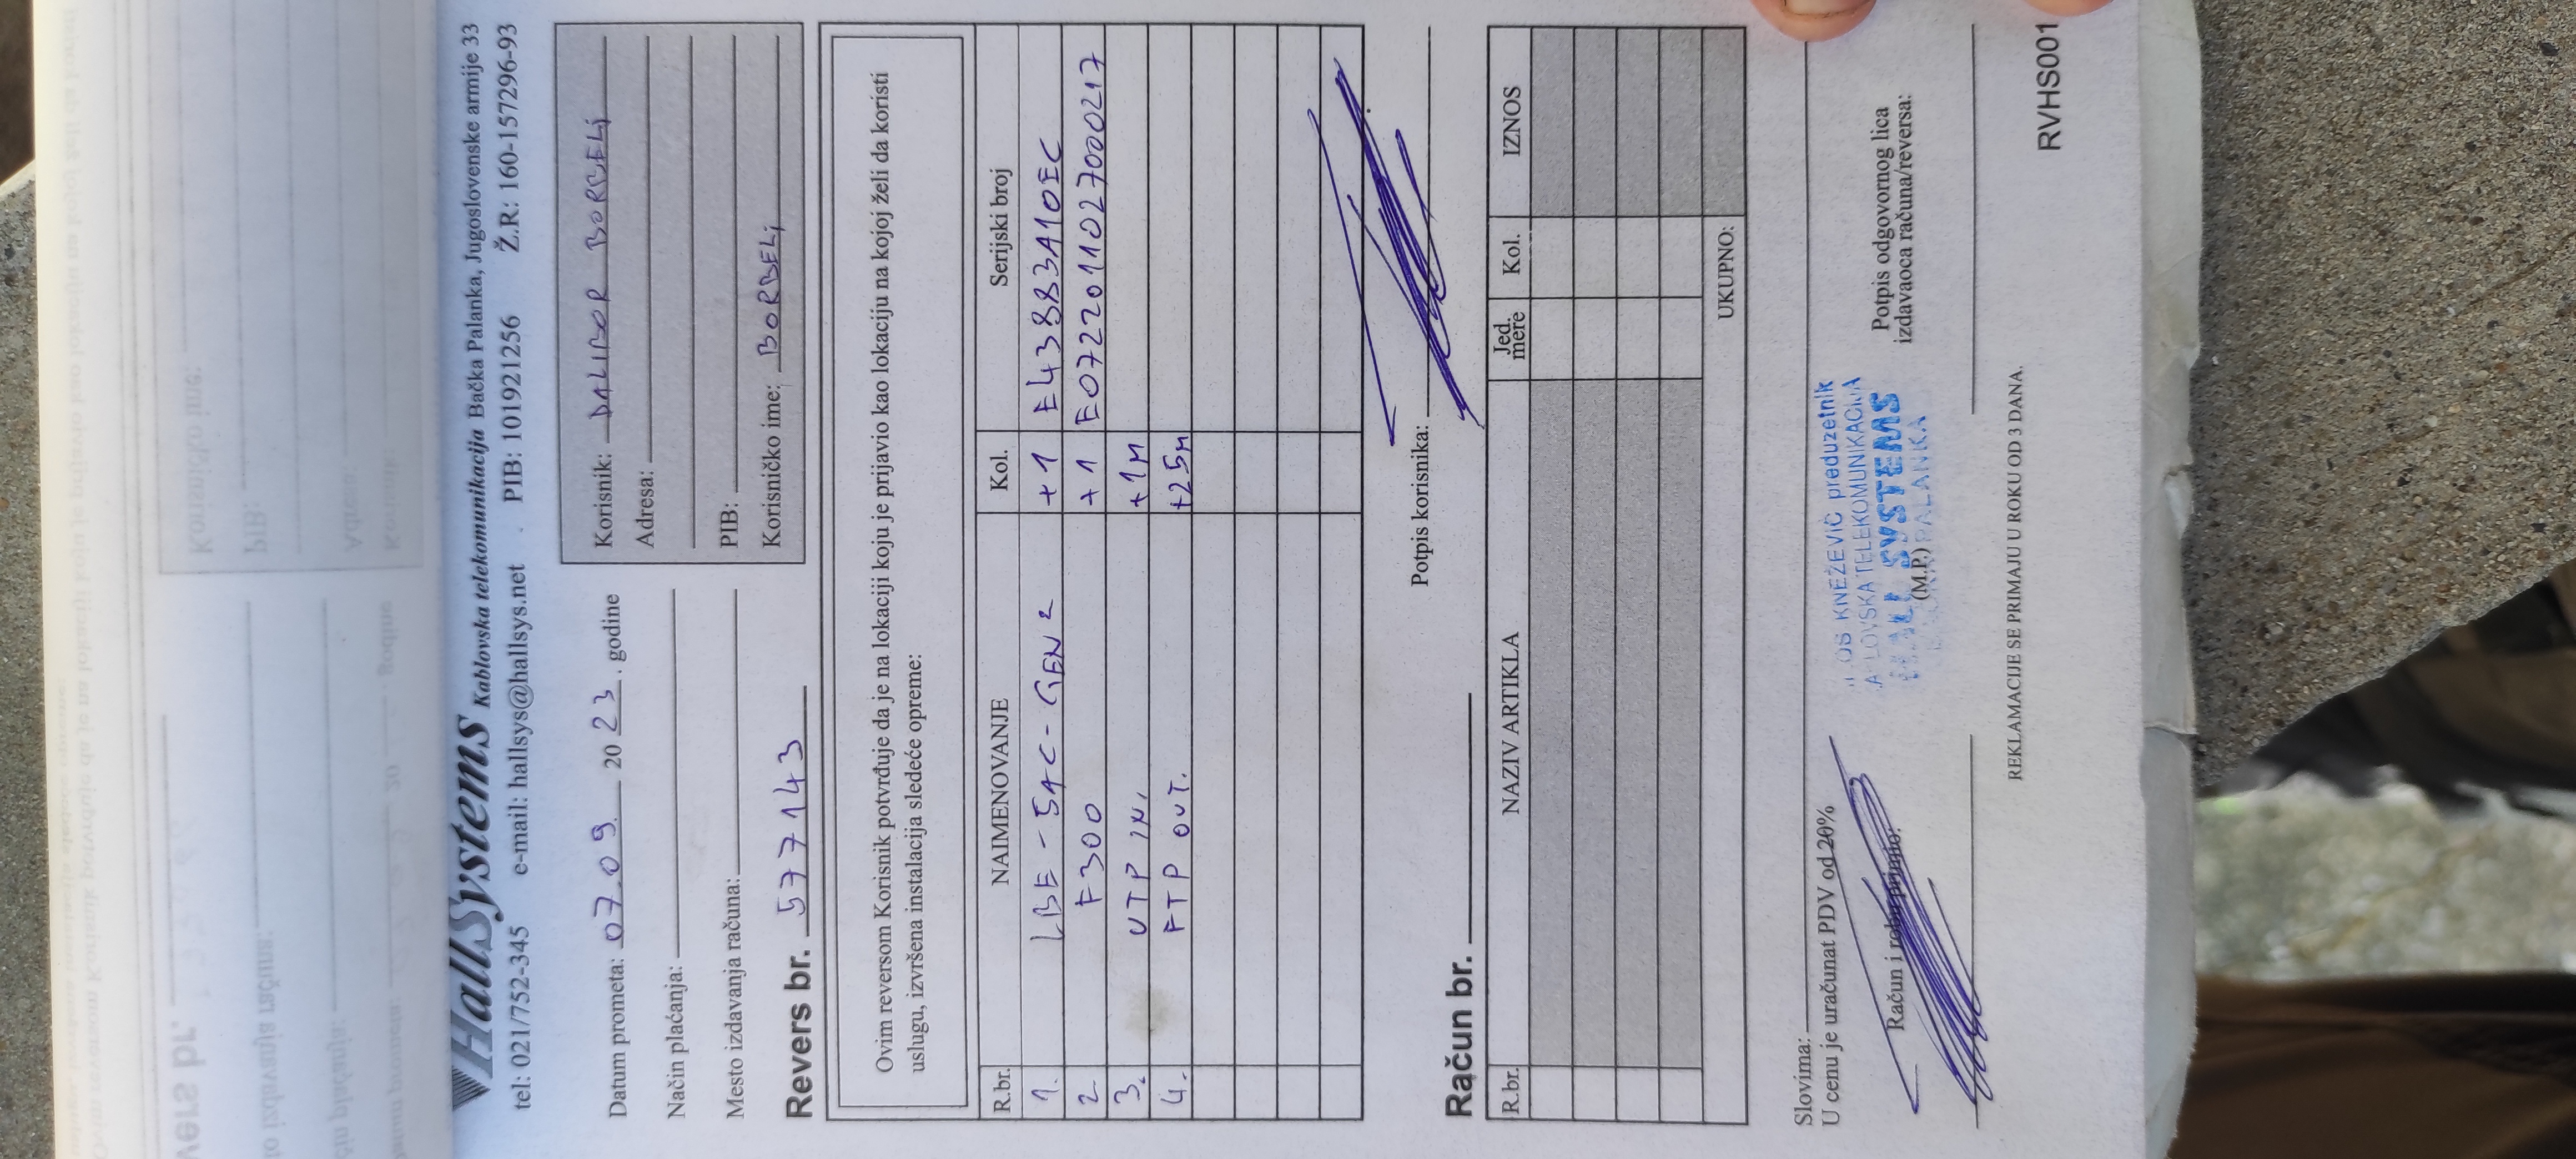 HallSystems Kablovska telekomunikacija Bačka Palanka, Jugoslovenske armije 33
tel: 021/752-345 e-mail: hallsys@hallsys.net PIB: 101921256 Ž.R: 160-157296-93
Datum prometa: 07.09. 2023. godine
Način plaćanja:
Mesto izdavanja računa:
Revers br. 577143
Korisnik: DALIBOR BORBELj
Adresa:
PIB:
Korisničko ime: BORBELj
Ovim reversom Korisnik potvrđuje da je na lokaciji koju je prijavio kao lokaciju na kojoj želi da koristi
uslugu, izvršena instalacija sledeće opreme:
R.br. NAIMENOVANJE Kol. Serijski broj
1. LBE-5AC-GEN2 +1 E43883A10EC
2 F300 +1 E0722011027000217
3. UTP IN. +1M
4. FTP OUT. +25M
Potpis korisnika:
Račun br.
R.br. NAZIV ARTIKLA Jed. mere Kol. IZNOS
UKUPNO:
Slovima:
U cenu je uračunat PDV od 20%
Račun i robu primio:
KNEŽEVIĆ preduzetnik
TELEKOMUNIKACIJA
SYSTEMS
PALANKA
(M.P.)
Potpis odgovornog lica
izdavaoca računa/reversa:
REKLAMACIJE SE PRIMAJU U ROKU OD 3 DANA.
RVHS001